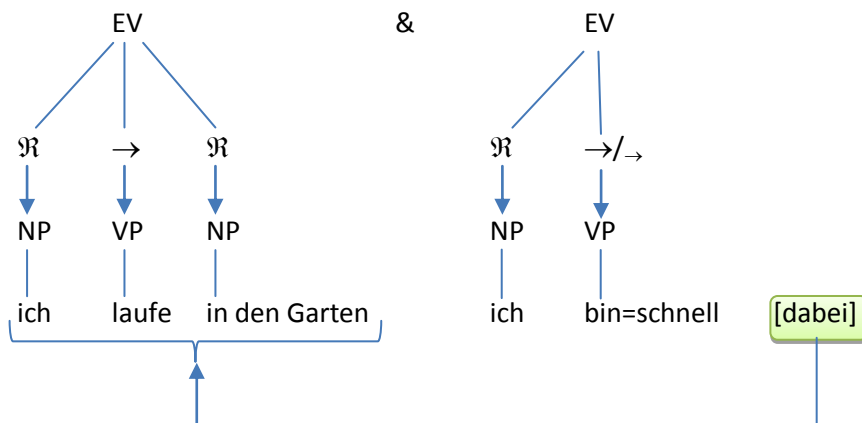 EV & EV
ℜ → ℜ ℜ →/→
NP VP NP NP VP
ich laufe in den Garten ich bin=schnell [dabei]